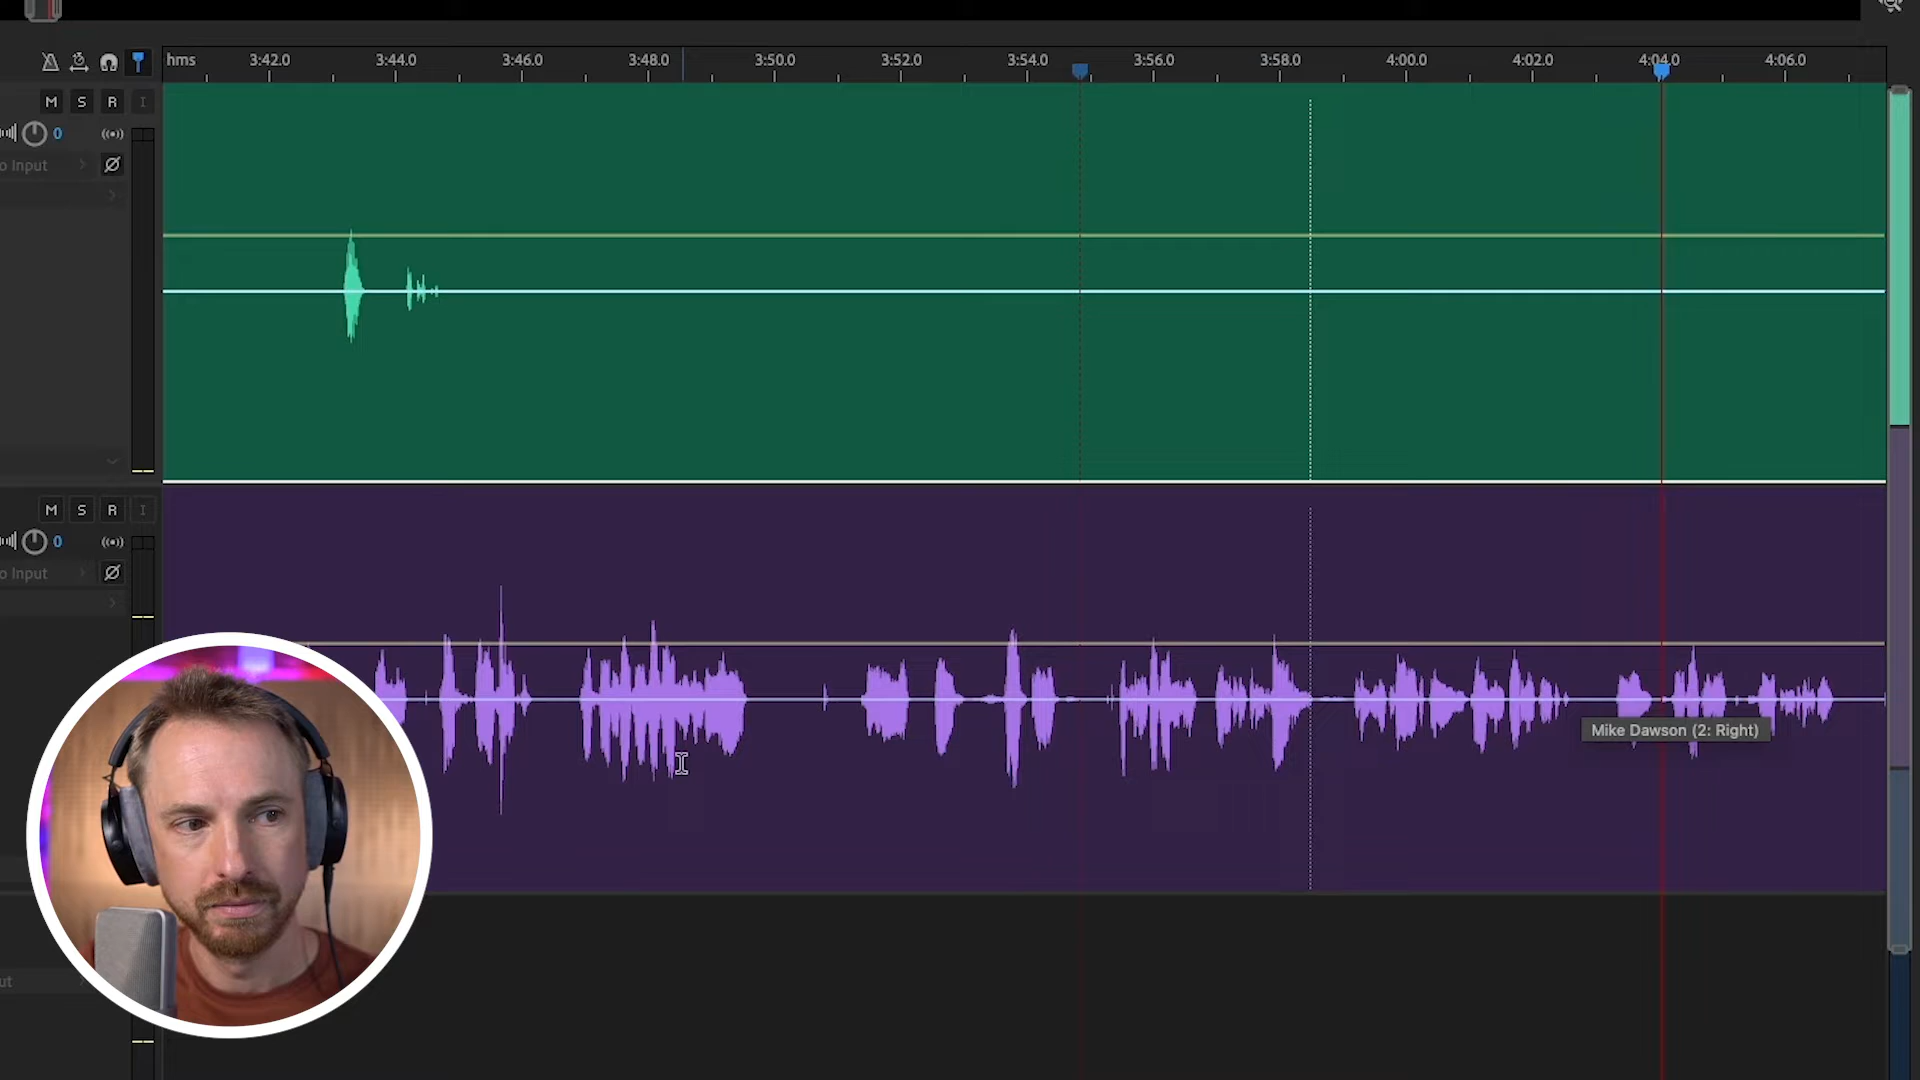 hms 3:42.0 3:44.0 3:46.0 3:48.0 3:50.0 3:52.0 3:54.0 3:56.0 3:58.0 4:00.0 4:02.0 4:04.0 4:06.0
M S R I
0
o Input
M S R I
0
o Input
Mike Dawson (2: Right)
ut